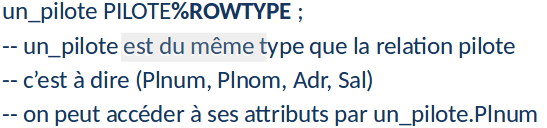 un_pilote PILOTE%ROWTYPE ;
-- un_pilote est du même type que la relation pilote
-- c’est à dire (Plnum, Plnom, Adr, Sal)
-- on peut accéder à ses attributs par un_pilote.Plnum